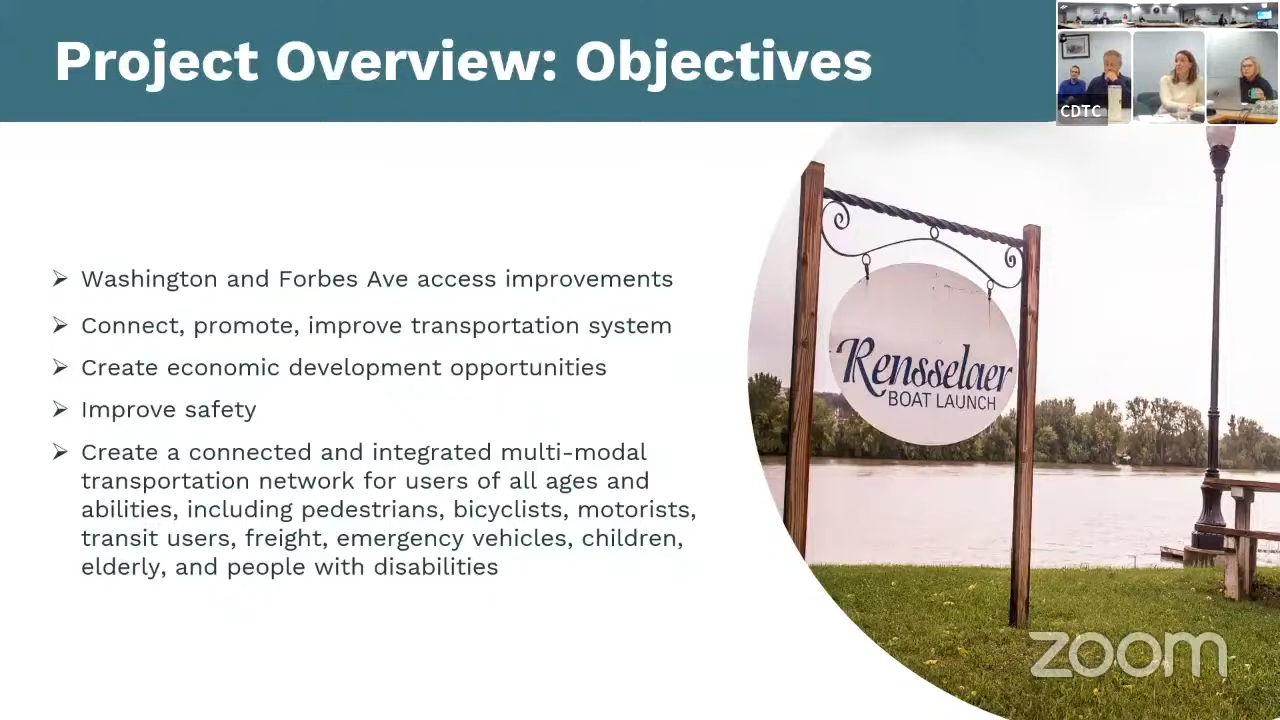 Project Overview: Objectives
CDTC
Washington and Forbes Ave access improvements
Connect, promote, improve transportation system
Create economic development opportunities
Improve safety
Create a connected and integrated multi-modal
transportation network for users of all ages and
abilities, including pedestrians, bicyclists, motorists,
transit users, freight, emergency vehicles, children,
elderly, and people with disabilities
Rensselaer
BOAT LAUNCH
zoom